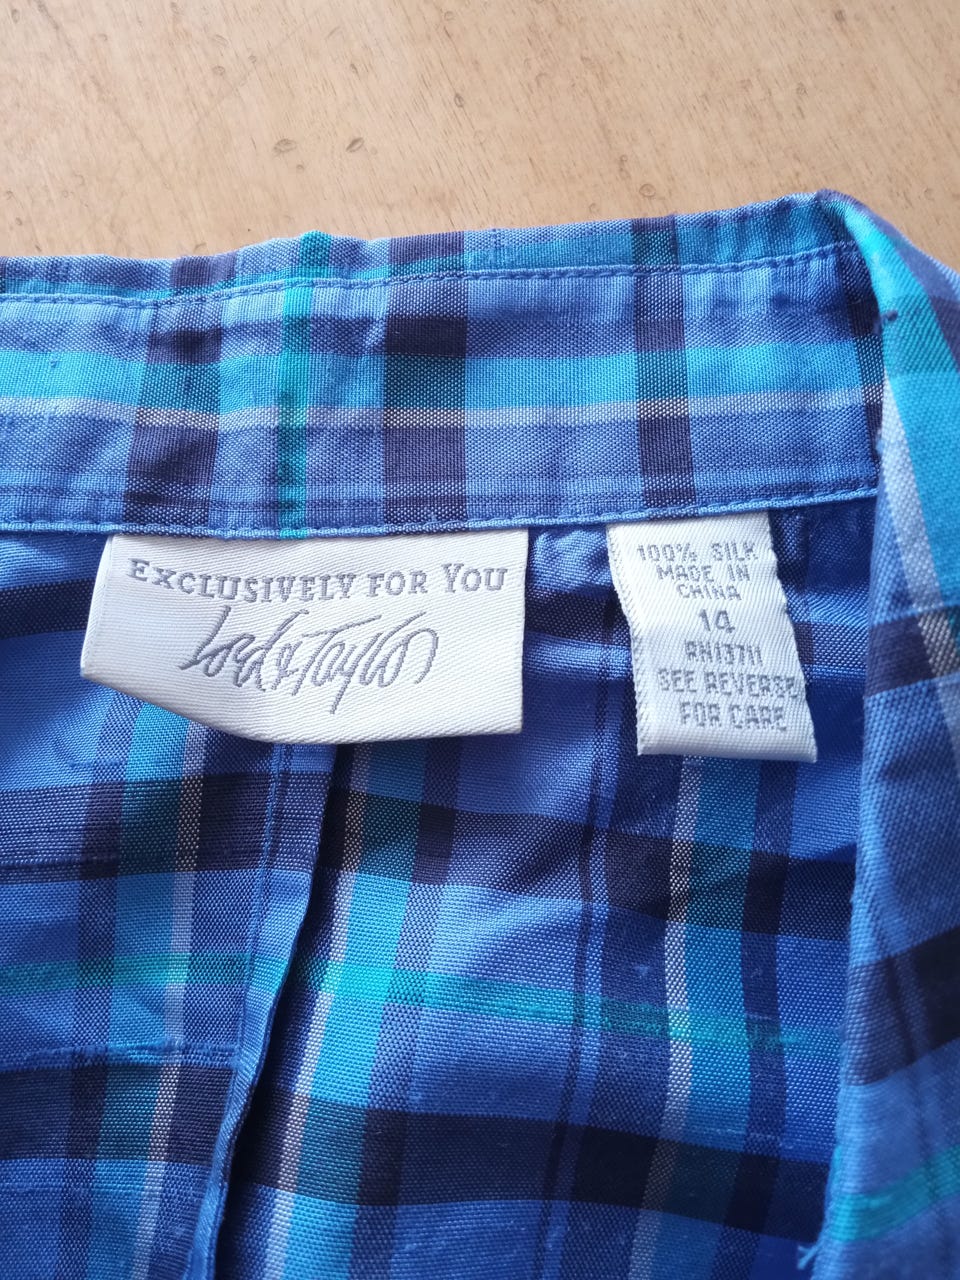 EXCLUSIVELY FOR YOU
Lord & Taylor
100% SILK
MADE IN
CHINA
14
RN13711
SEE REVERSE
FOR CARE